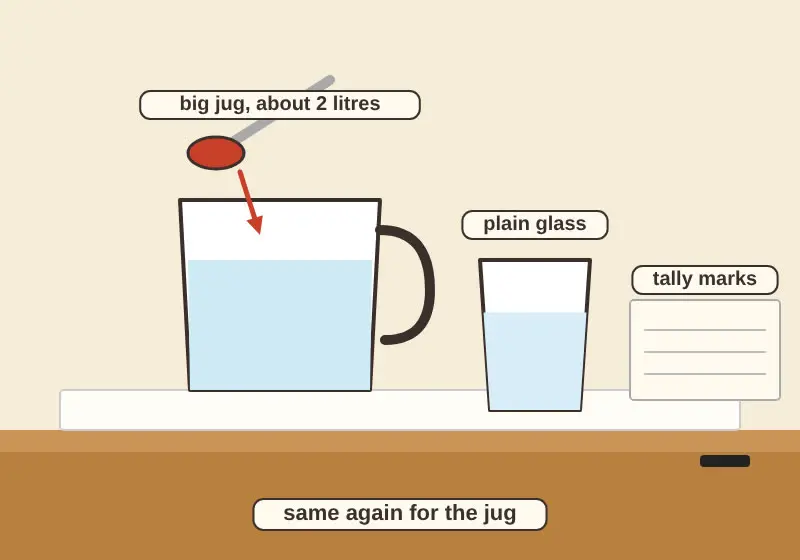 big jug, about 2 litres
plain glass
tally marks
same again for the jug